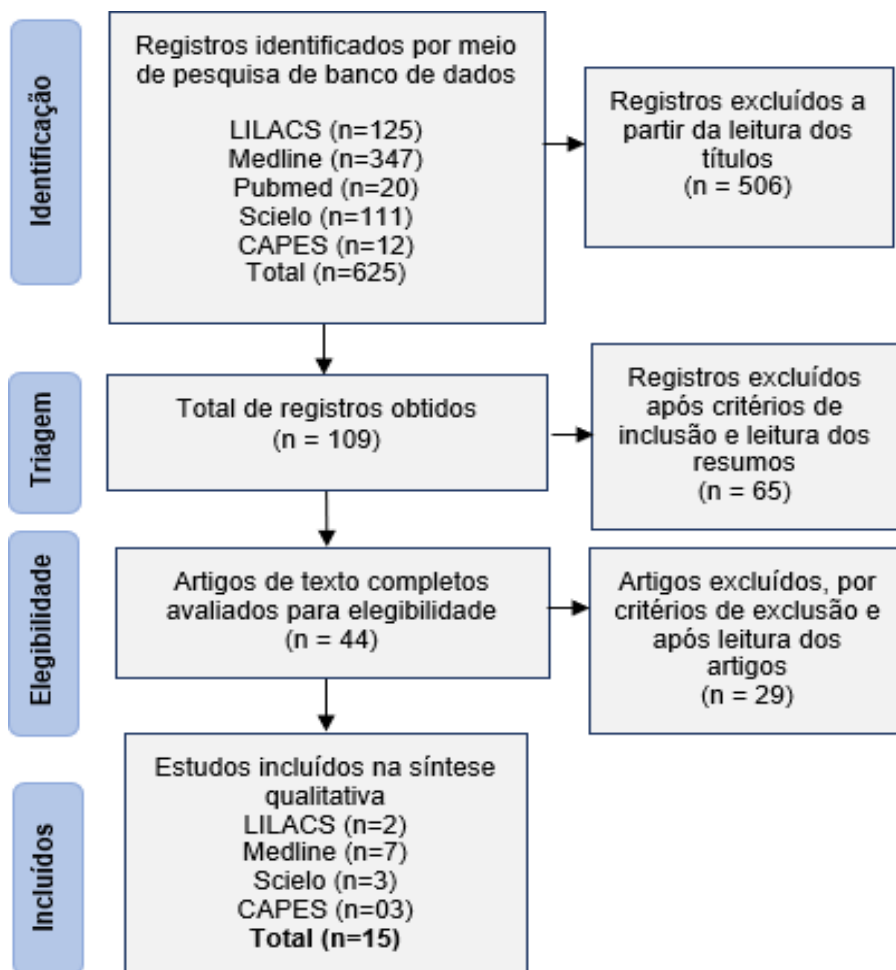 Identificação
Registros identificados por meio
de pesquisa de banco de dados
LILACS (n=125)
Medline (n=347)
Pubmed (n=20)
Scielo (n=111)
CAPES (n=12)
Total (n=625)
Registros excluídos a
partir da leitura dos
títulos
(n = 506)
Triagem
Total de registros obtidos
(n = 109)
Registros excluídos
após critérios de
inclusão e leitura dos
resumos
(n = 65)
Elegibilidade
Artigos de texto completos
avaliados para elegibilidade
(n = 44)
Artigos excluídos, por
critérios de exclusão e
após leitura dos
artigos
(n = 29)
Incluídos
Estudos incluídos na síntese
qualitativa
LILACS (n=2)
Medline (n=7)
Scielo (n=3)
CAPES (n=03)
Total (n=15)